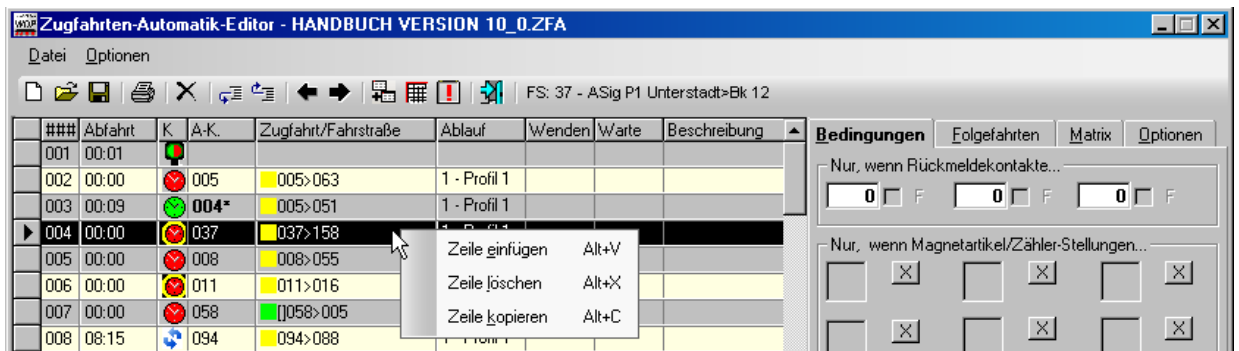 Zugfahrten-Automatik-Editor - HANDBUCH VERSION 10_0.ZFA
Datei Optionen
FS: 37 - ASig P1 Unterstadt>Bk 12
### Abfahrt K A-K. Zugfahrt/Fahrstraße Ablauf Wenden Warte Beschreibung
001 00:01
002 00:00 005 005>063 1 - Profil 1
003 00:09 004* 005>051 1 - Profil 1
004 00:00 037 037>158
005 00:00 008 008>055
006 00:00 011 011>016
007 00:00 058 []058>005
008 08:15 094 094>088
Zeile einfügen Alt+V
Zeile löschen Alt+X
Zeile kopieren Alt+C
Bedingungen Folgefahrten Matrix Optionen
Nur, wenn Rückmeldekontakte...
0 F 0 F 0 F
Nur, wenn Magnetartikel/Zähler-Stellungen...
X X X
X X X